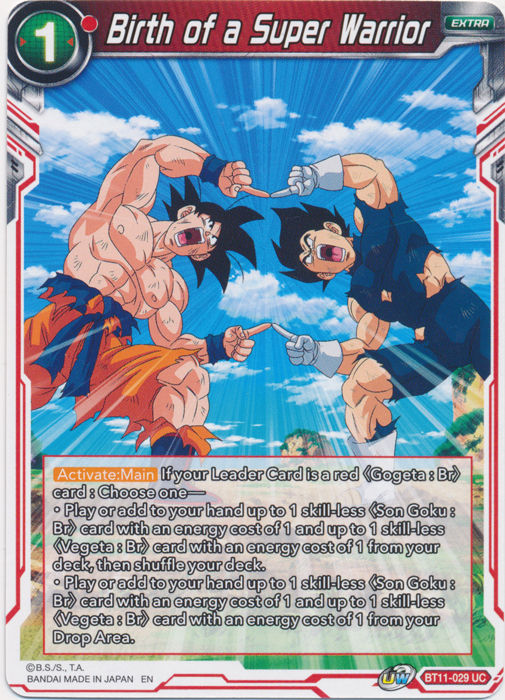 1
Birth of a Super Warrior
EXTRA
Activate:Main If your Leader Card is a red 《Gogeta : Br》
card : Choose one—
・Play or add to your hand up to 1 skill-less 《Son Goku :
Br》 card with an energy cost of 1 and up to 1 skill-less
《Vegeta : Br》 card with an energy cost of 1 from your
deck, then shuffle your deck.
・Play or add to your hand up to 1 skill-less 《Son Goku :
Br》 card with an energy cost of 1 and up to 1 skill-less
《Vegeta : Br》 card with an energy cost of 1 from your
Drop Area.
©B.S./S., T.A.
BANDAI MADE IN JAPAN EN
UW
BT11-029 UC